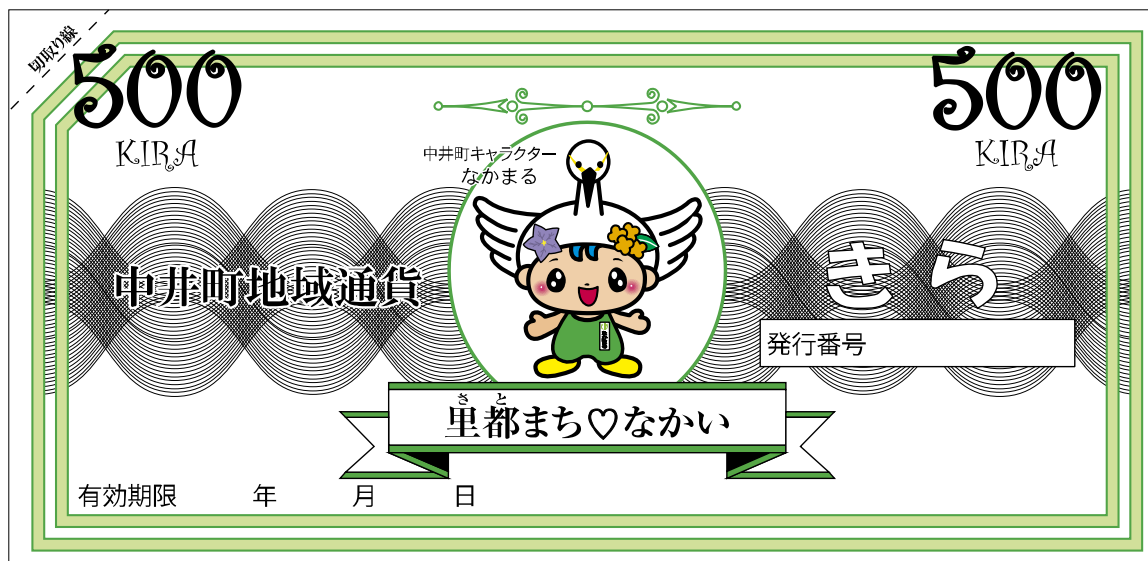 切取り線
500
KIRA
500
KIRA
中井町キャラクター
なかまる
中井町地域通貨
きら
発行番号
さと
里都まち♡なかい
有効期限 年 月 日